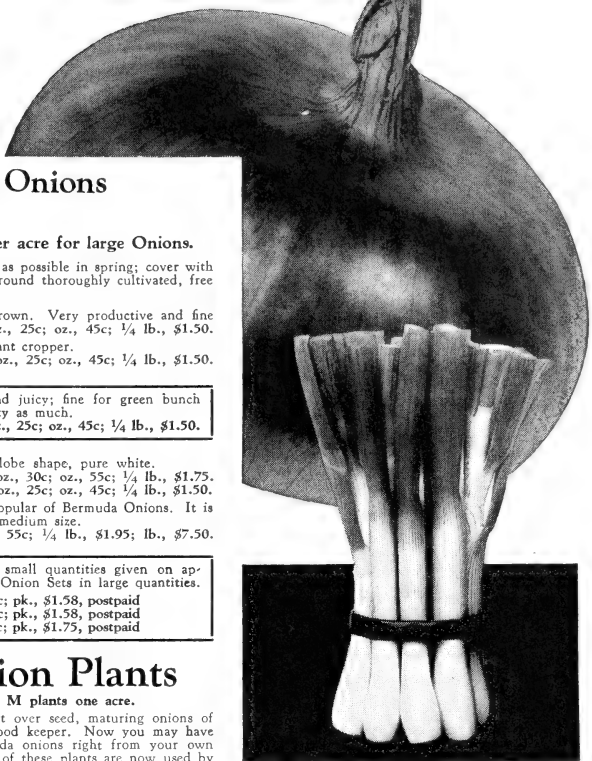 Onions
er acre for large Onions.
as possible in spring; cover with
round thoroughly cultivated, free
rown. Very productive and fine
z., 25c; oz., 45c; ¼ lb., $1.50.
ant cropper.
oz., 25c; oz., 45c; ¼ lb., $1.50.
nd juicy; fine for green bunch
ty as much.
z., 25c; oz., 45c; ¼ lb., $1.50.
lobe shape, pure white.
oz., 30c; oz., 55c; ¼ lb., $1.75.
oz., 25c; oz., 45c; ¼ lb., $1.50.
opular of Bermuda Onions. It is
medium size.
55c; ¼ lb., $1.95; lb., $7.50.
small quantities given on ap-
Onion Sets in large quantities.
c; pk., $1.58, postpaid
c; pk., $1.58, postpaid
c; pk., $1.75, postpaid
ion Plants
M plants one acre.
t over seed, maturing onions of
ood keeper. Now you may have
da onions right from your own
of these plants are now used by